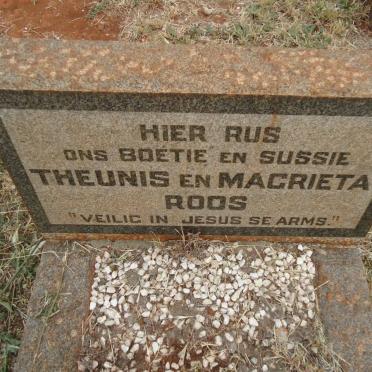 HIER RUS
ONS BOETIE EN SUSSIE
THEUNIS EN MAGRIETA
ROOS
"VEILIG IN JESUS SE ARMS."